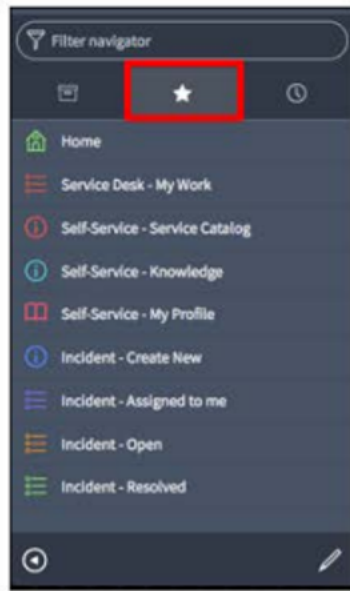 Filter navigator
Home
Service Desk - My Work
Self-Service - Service Catalog
Self-Service - Knowledge
Self-Service - My Profile
Incident - Create New
Incident - Assigned to me
Incident - Open
Incident - Resolved